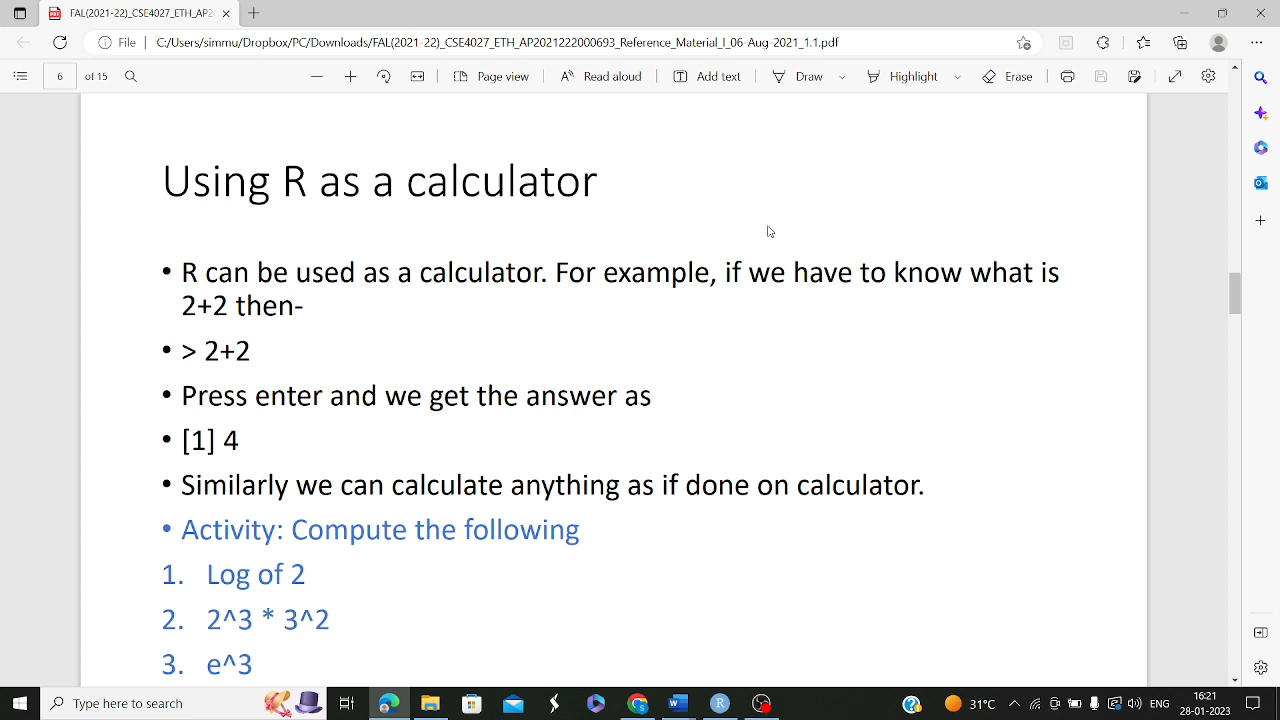 FAL(2021-22)_CSE4027_ETH_AP2
File C:/Users/simmu/Dropbox/PC/Downloads/FAL(2021-22)_CSE4027_ETH_AP2021222000693_Reference_Material_I_06-Aug-2021_1.1.pdf
6 of 15 Page view Read aloud Add text Draw Highlight Erase
Using R as a calculator
• R can be used as a calculator. For example, if we have to know what is
2+2 then-
• > 2+2
• Press enter and we get the answer as
• [1] 4
• Similarly we can calculate anything as if done on calculator.
• Activity: Compute the following
1. Log of 2
2. 2^3 * 3^2
3. e^3
Type here to search
31°C
ENG
16:21
28-01-2023